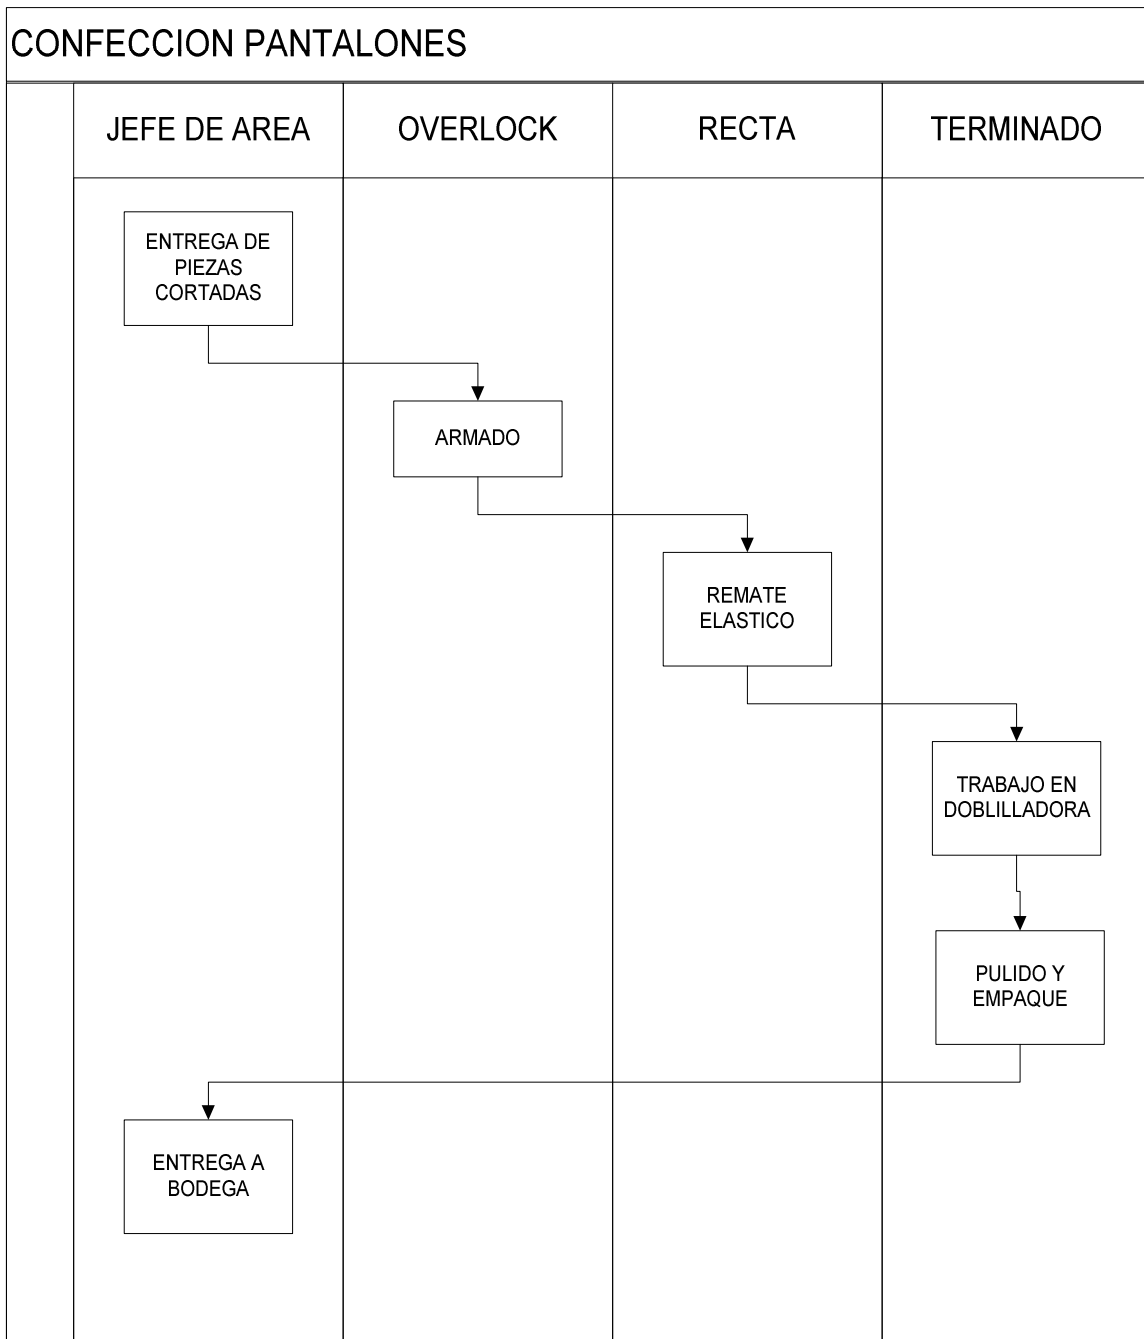 CONFECCION PANTALONES
JEFE DE AREA
OVERLOCK
RECTA
TERMINADO
ENTREGA DE
PIEZAS
CORTADAS
ARMADO
REMATE
ELASTICO
TRABAJO EN
DOBLILLADORA
PULIDO Y
EMPAQUE
ENTREGA A
BODEGA